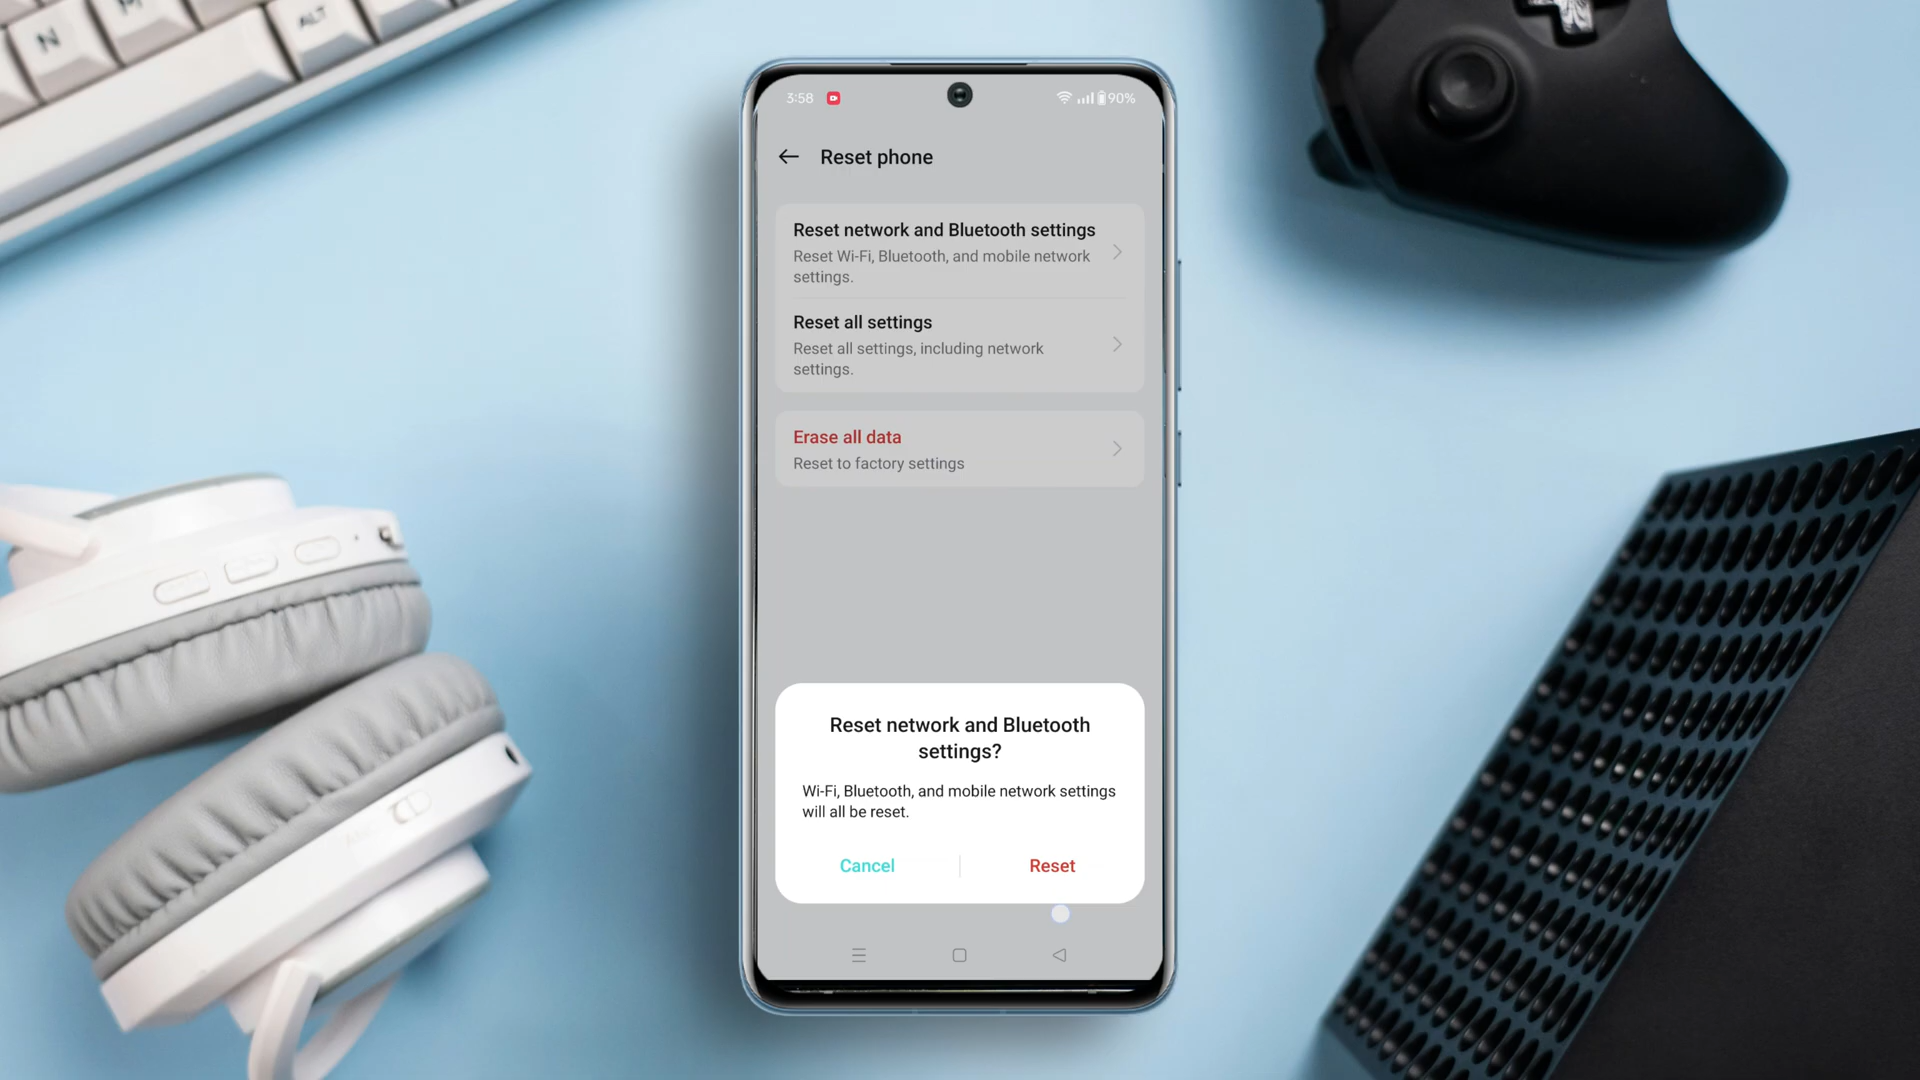 N
ALT
3:58
90%
Reset phone
Reset network and Bluetooth settings
Reset Wi-Fi, Bluetooth, and mobile network
settings.
Reset all settings
Reset all settings, including network
settings.
Erase all data
Reset to factory settings
Reset network and Bluetooth
settings?
Wi-Fi, Bluetooth, and mobile network settings
will all be reset.
Cancel
Reset